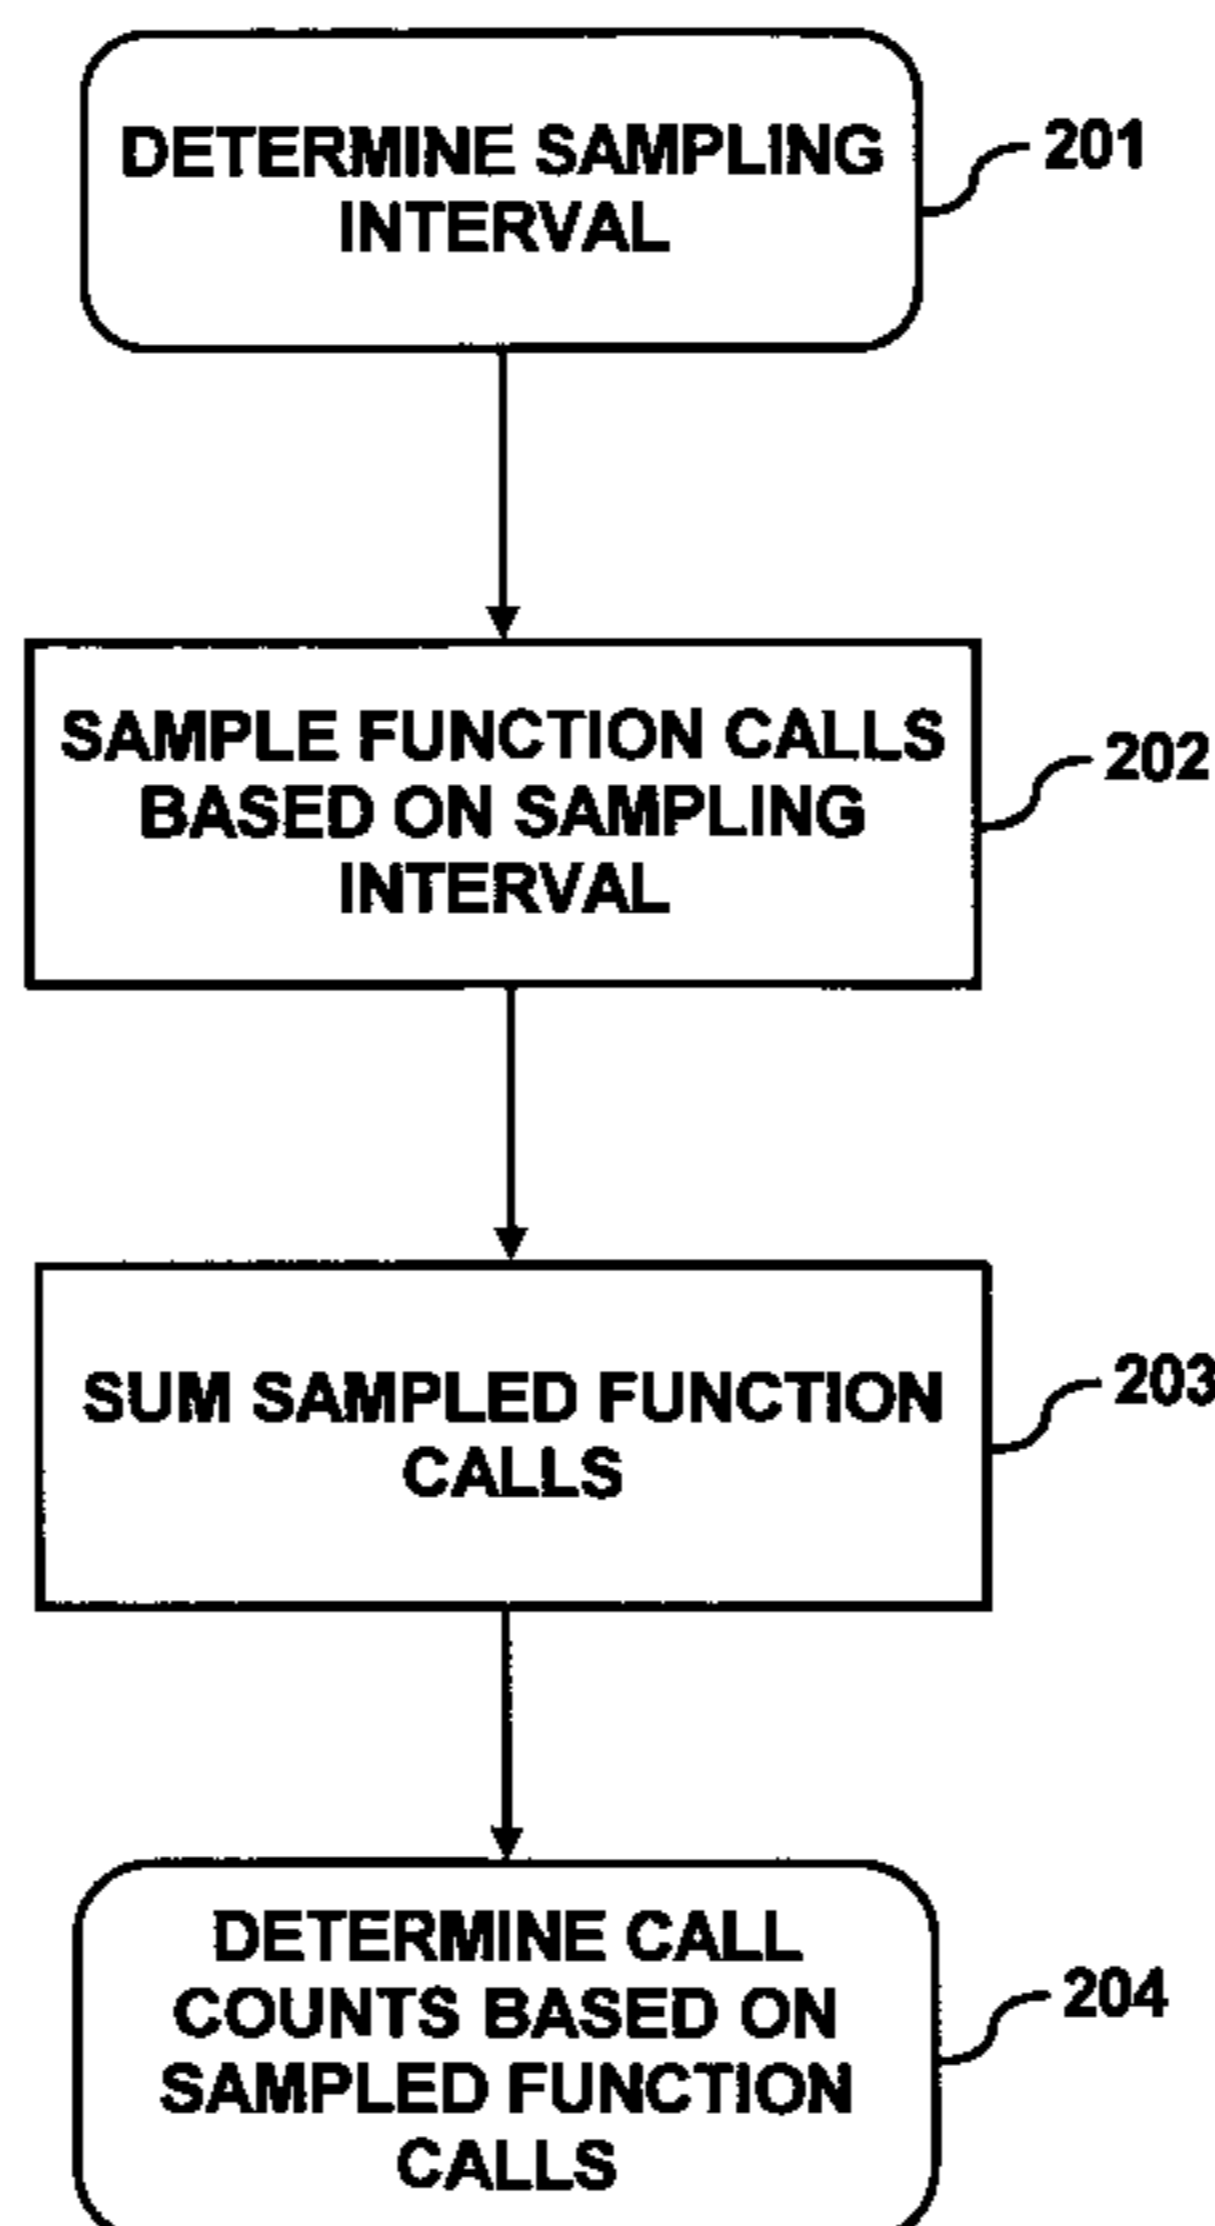 DETERMINE SAMPLING
INTERVAL
201
SAMPLE FUNCTION CALLS
BASED ON SAMPLING
INTERVAL
202
SUM SAMPLED FUNCTION
CALLS
203
DETERMINE CALL
COUNTS BASED ON
SAMPLED FUNCTION
CALLS
204